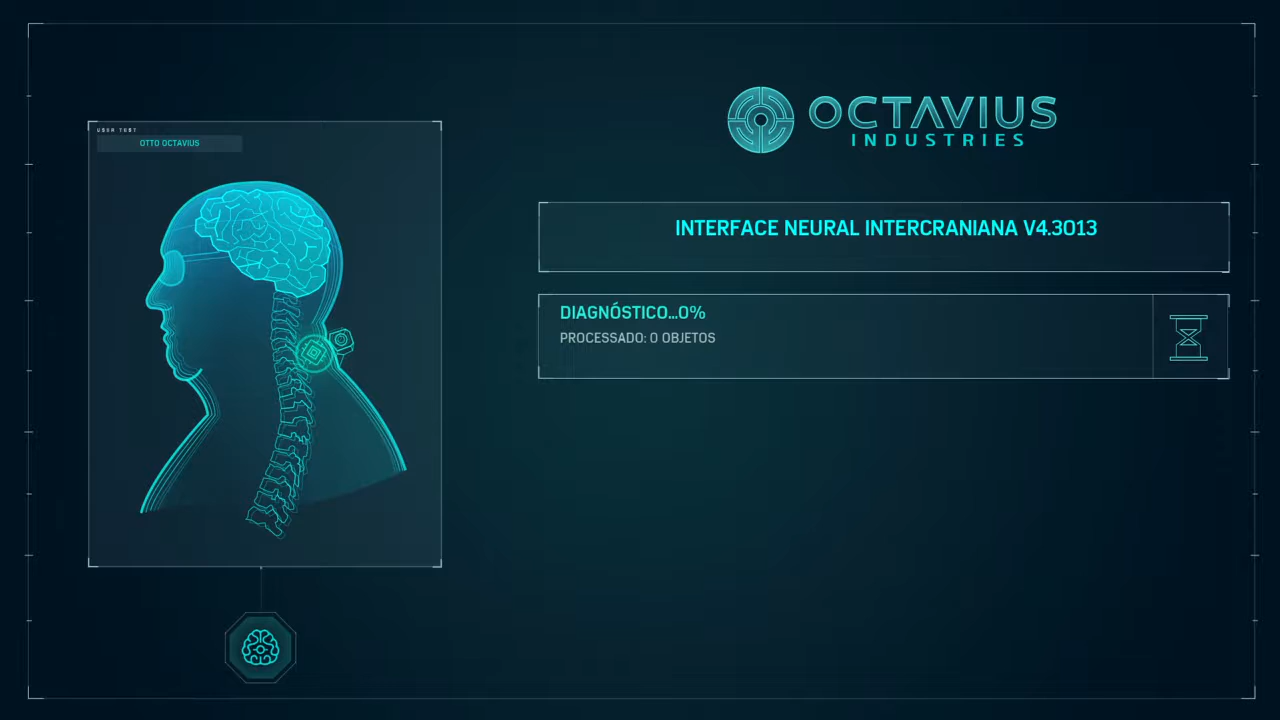 OTTO OCTAVIUS
OCTAVIUS
INDUSTRIES
INTERFACE NEURAL INTERCRANIANA V4.3013
DIAGNÓSTICO...0%
PROCESSADO: 0 OBJETOS